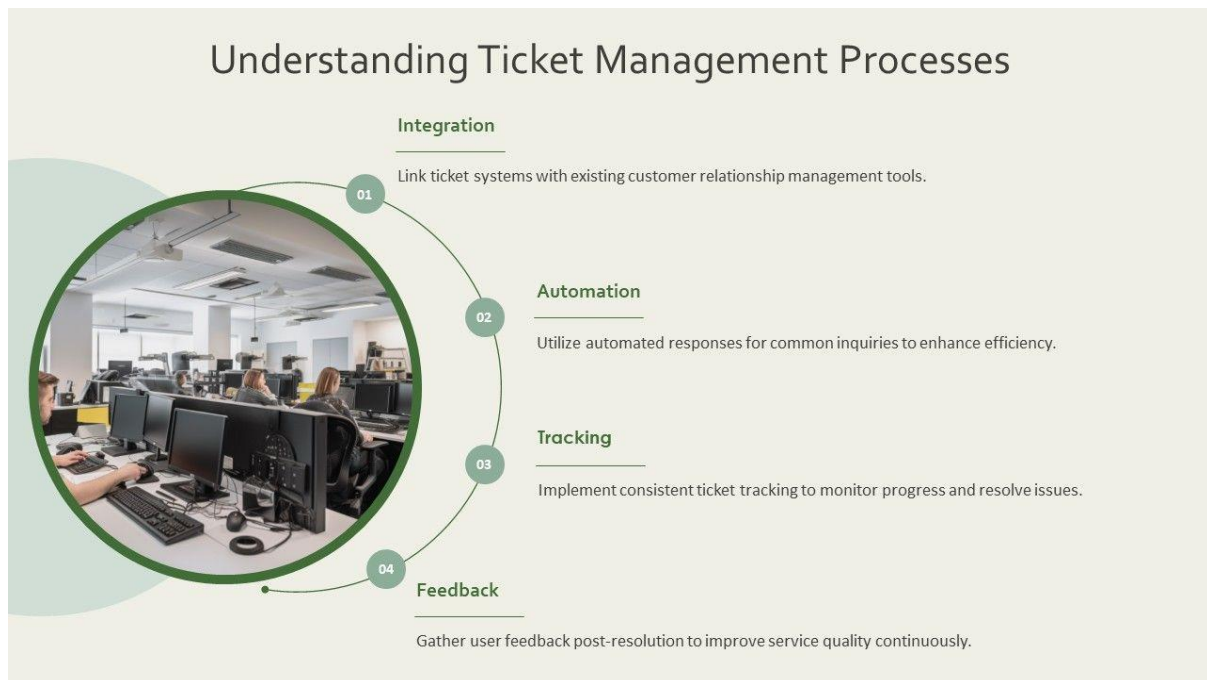 Understanding Ticket Management Processes
Integration
01
Link ticket systems with existing customer relationship management tools.
Automation
02
Utilize automated responses for common inquiries to enhance efficiency.
Tracking
03
Implement consistent ticket tracking to monitor progress and resolve issues.
04
Feedback
Gather user feedback post-resolution to improve service quality continuously.